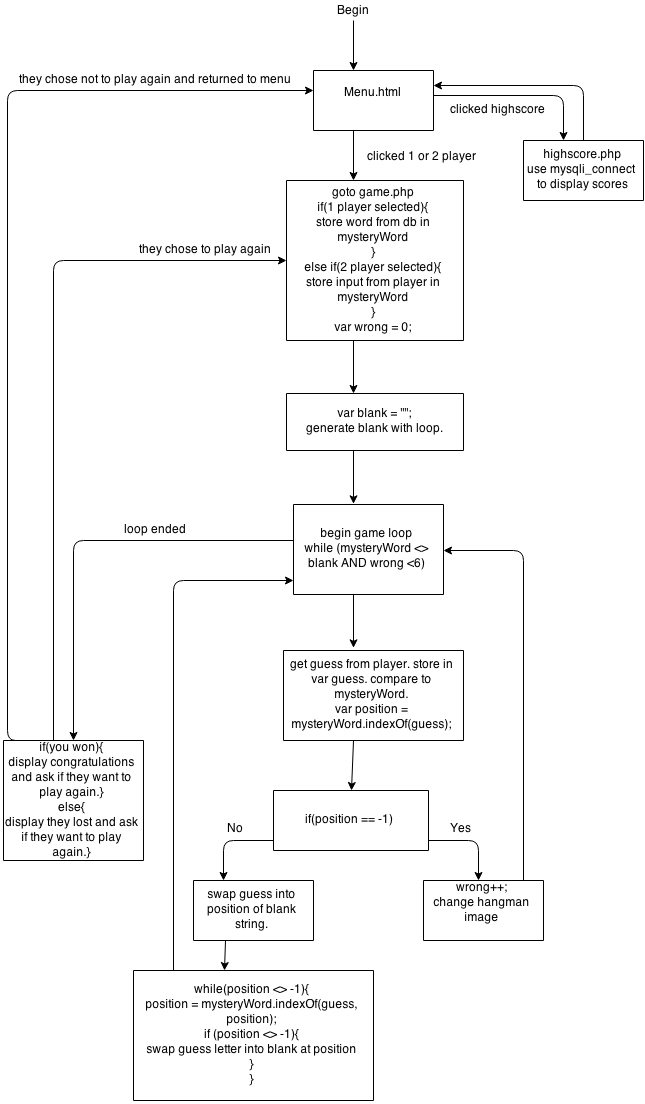 Begin
they chose not to play again and returned to menu
Menu.html
clicked highscore
highscore.php
use mysqli_connect
to display scores
clicked 1 or 2 player
goto game.php
if(1 player selected){
store word from db in
mysteryWord
}
else if(2 player selected){
store input from player in
mysteryWord
}
var wrong = 0;
they chose to play again
var blank = "";
generate blank with loop.
begin game loop
while (mysteryWord <>
blank AND wrong <6)
loop ended
get guess from player. store in
var guess. compare to
mysteryWord.
var position =
mysteryWord.indexOf(guess);
if(you won){
display congratulations
and ask if they want to
play again.}
else{
display they lost and ask
if they want to play
again.}
if(position == -1)
No
Yes
swap guess into
position of blank
string.
wrong++;
change hangman
image
while(position <> -1){
position = mysteryWord.indexOf(guess,
position);
if (position <> -1){
swap guess letter into blank at position
}
}